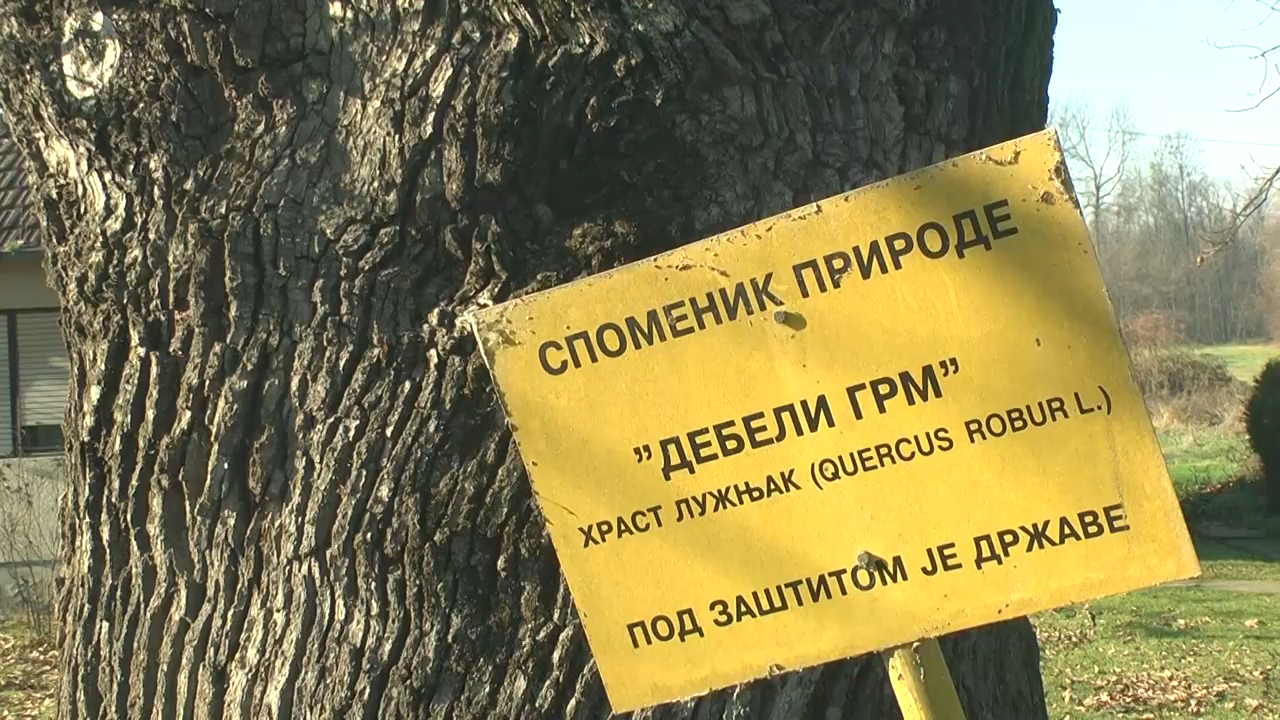 СПОМЕНИК ПРИРОДЕ
”ДЕБЕЛИ ГРМ”
ХРАСТ ЛУЖЊАК (QUERCUS ROBUR L.)
ПОД ЗАШТИТОМ ЈЕ ДРЖАВЕ